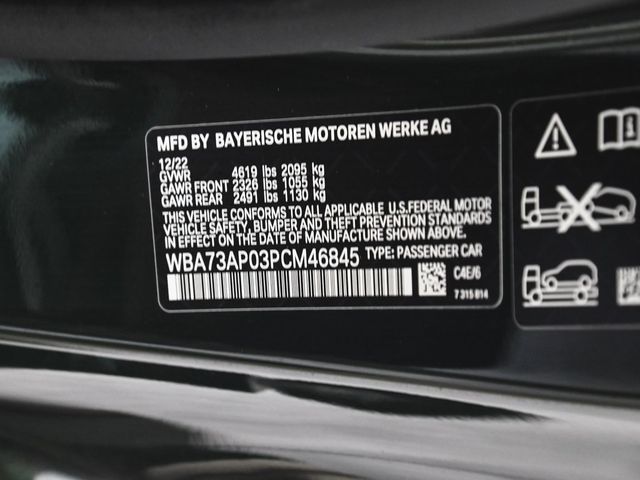 MFD BY BAYERISCHE MOTOREN WERKE AG
12/22
GVWR 4619 lbs 2095 kg
GAWR FRONT 2326 lbs 1055 kg
GAWR REAR 2491 lbs 1130 kg
THIS VEHICLE CONFORMS TO ALL APPLICABLE U.S.FEDERAL MOTOR
VEHICLE SAFETY, BUMPER AND THEFT PREVENTION STANDARDS
IN EFFECT ON THE DATE OF MANUFACTURE SHOWN ABOVE.
WBA73AP03PCM46845 TYPE: PASSENGER CAR
C4E/6
7 315 814